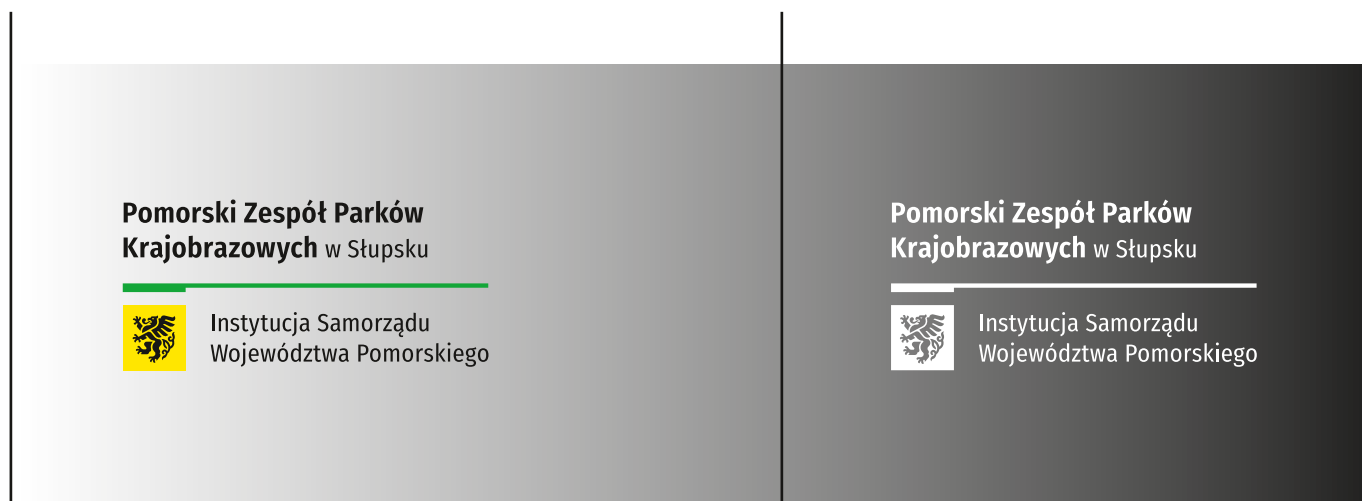 Pomorski Zespół Parków
Krajobrazowych w Słupsku
Instytucja Samorządu
Województwa Pomorskiego
Pomorski Zespół Parków
Krajobrazowych w Słupsku
Instytucja Samorządu
Województwa Pomorskiego